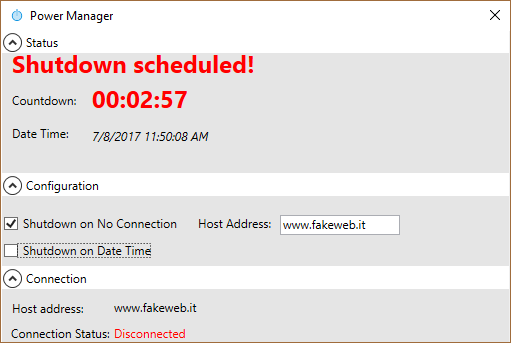 Power Manager
Status
Shutdown scheduled!
Countdown: 00:02:57
Date Time: 7/8/2017 11:50:08 AM
Configuration
Shutdown on No Connection Host Address: www.fakeweb.it
Shutdown on Date Time
Connection
Host address: www.fakeweb.it
Connection Status: Disconnected